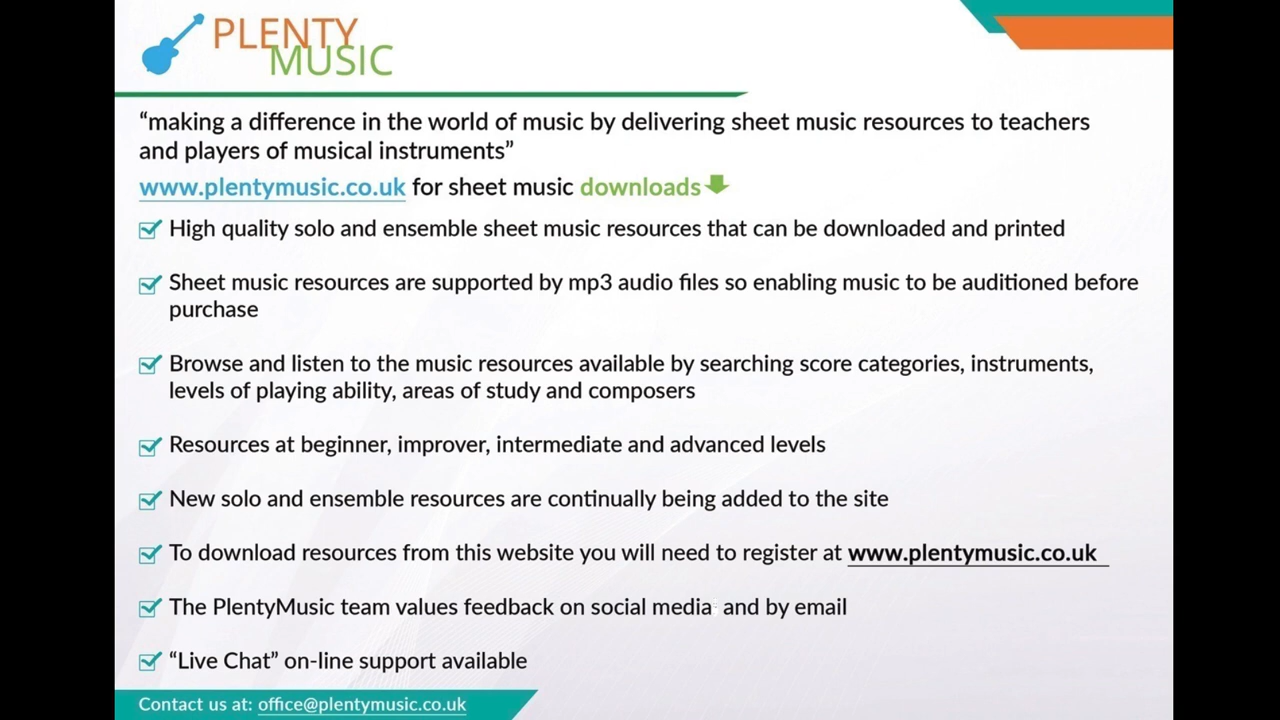 PLENTY
MUSIC
“making a difference in the world of music by delivering sheet music resources to teachers
and players of musical instruments”
www.plentymusic.co.uk for sheet music downloads
High quality solo and ensemble sheet music resources that can be downloaded and printed
Sheet music resources are supported by mp3 audio files so enabling music to be auditioned before
purchase
Browse and listen to the music resources available by searching score categories, instruments,
levels of playing ability, areas of study and composers
Resources at beginner, improver, intermediate and advanced levels
New solo and ensemble resources are continually being added to the site
To download resources from this website you will need to register at www.plentymusic.co.uk
The PlentyMusic team values feedback on social media and by email
“Live Chat” on-line support available
Contact us at: office@plentymusic.co.uk